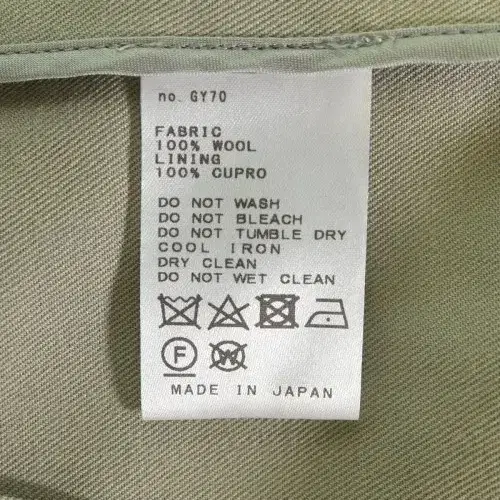 no. GY70
FABRIC
100% WOOL
LINING
100% CUPRO
DO NOT WASH
DO NOT BLEACH
DO NOT TUMBLE DRY
COOL IRON
DRY CLEAN
DO NOT WET CLEAN
F W
MADE IN JAPAN